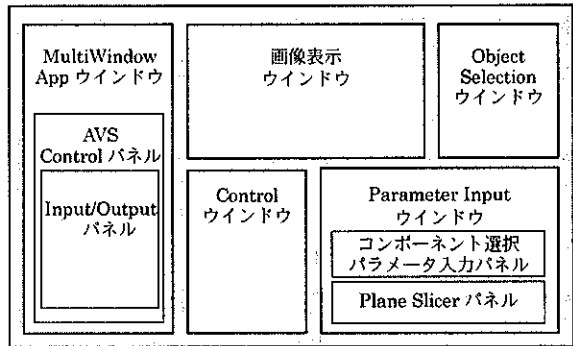 MultiWindow
App ウインドウ
AVS
Control パネル
Input/Output
パネル
画像表示
ウインドウ
Object
Selection
ウインドウ
Control
ウインドウ
Parameter Input
ウインドウ
コンポーネント選択
パラメータ入力パネル
Plane Slicer パネル